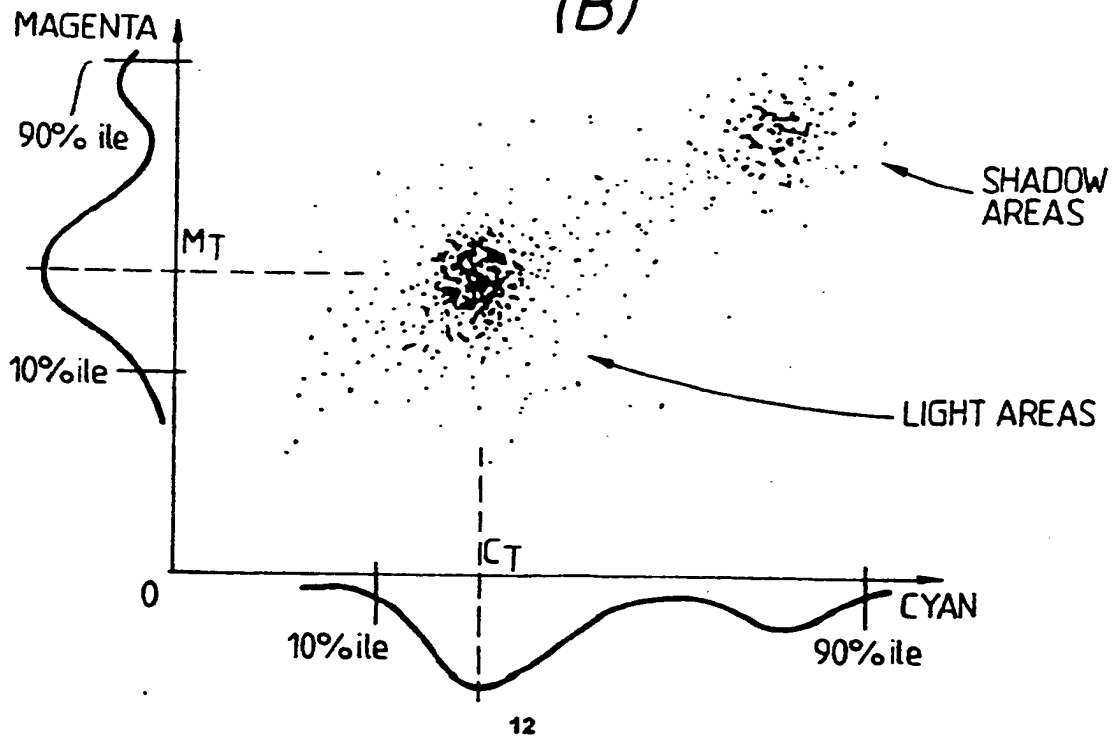 (B)
MAGENTA
90% ile
SHADOW
AREAS
MT
10% ile
LIGHT AREAS
CT
0
CYAN
10% ile
90% ile
12